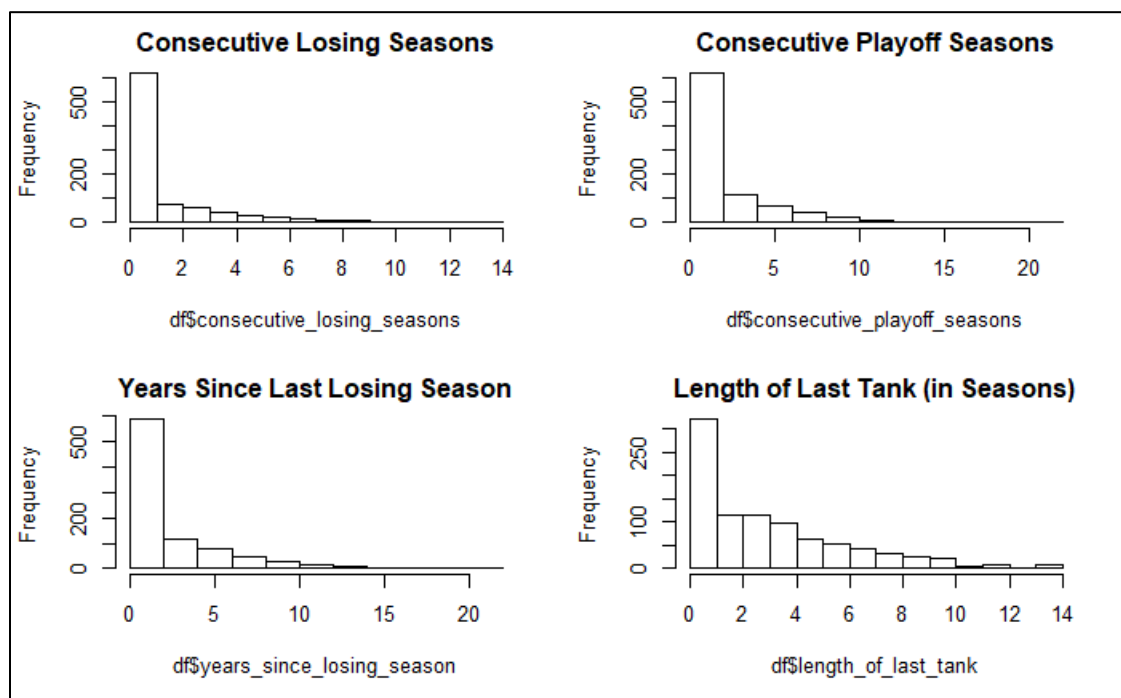 Consecutive Losing Seasons
Frequency
500
200
0
0 2 4 6 8 10 12 14
df$consecutive_losing_seasons
Consecutive Playoff Seasons
Frequency
500
200
0
0 5 10 15 20
df$consecutive_playoff_seasons
Years Since Last Losing Season
Frequency
500
200
0
0 5 10 15 20
df$years_since_losing_season
Length of Last Tank (in Seasons)
Frequency
250
100
0
0 2 4 6 8 10 12 14
df$length_of_last_tank